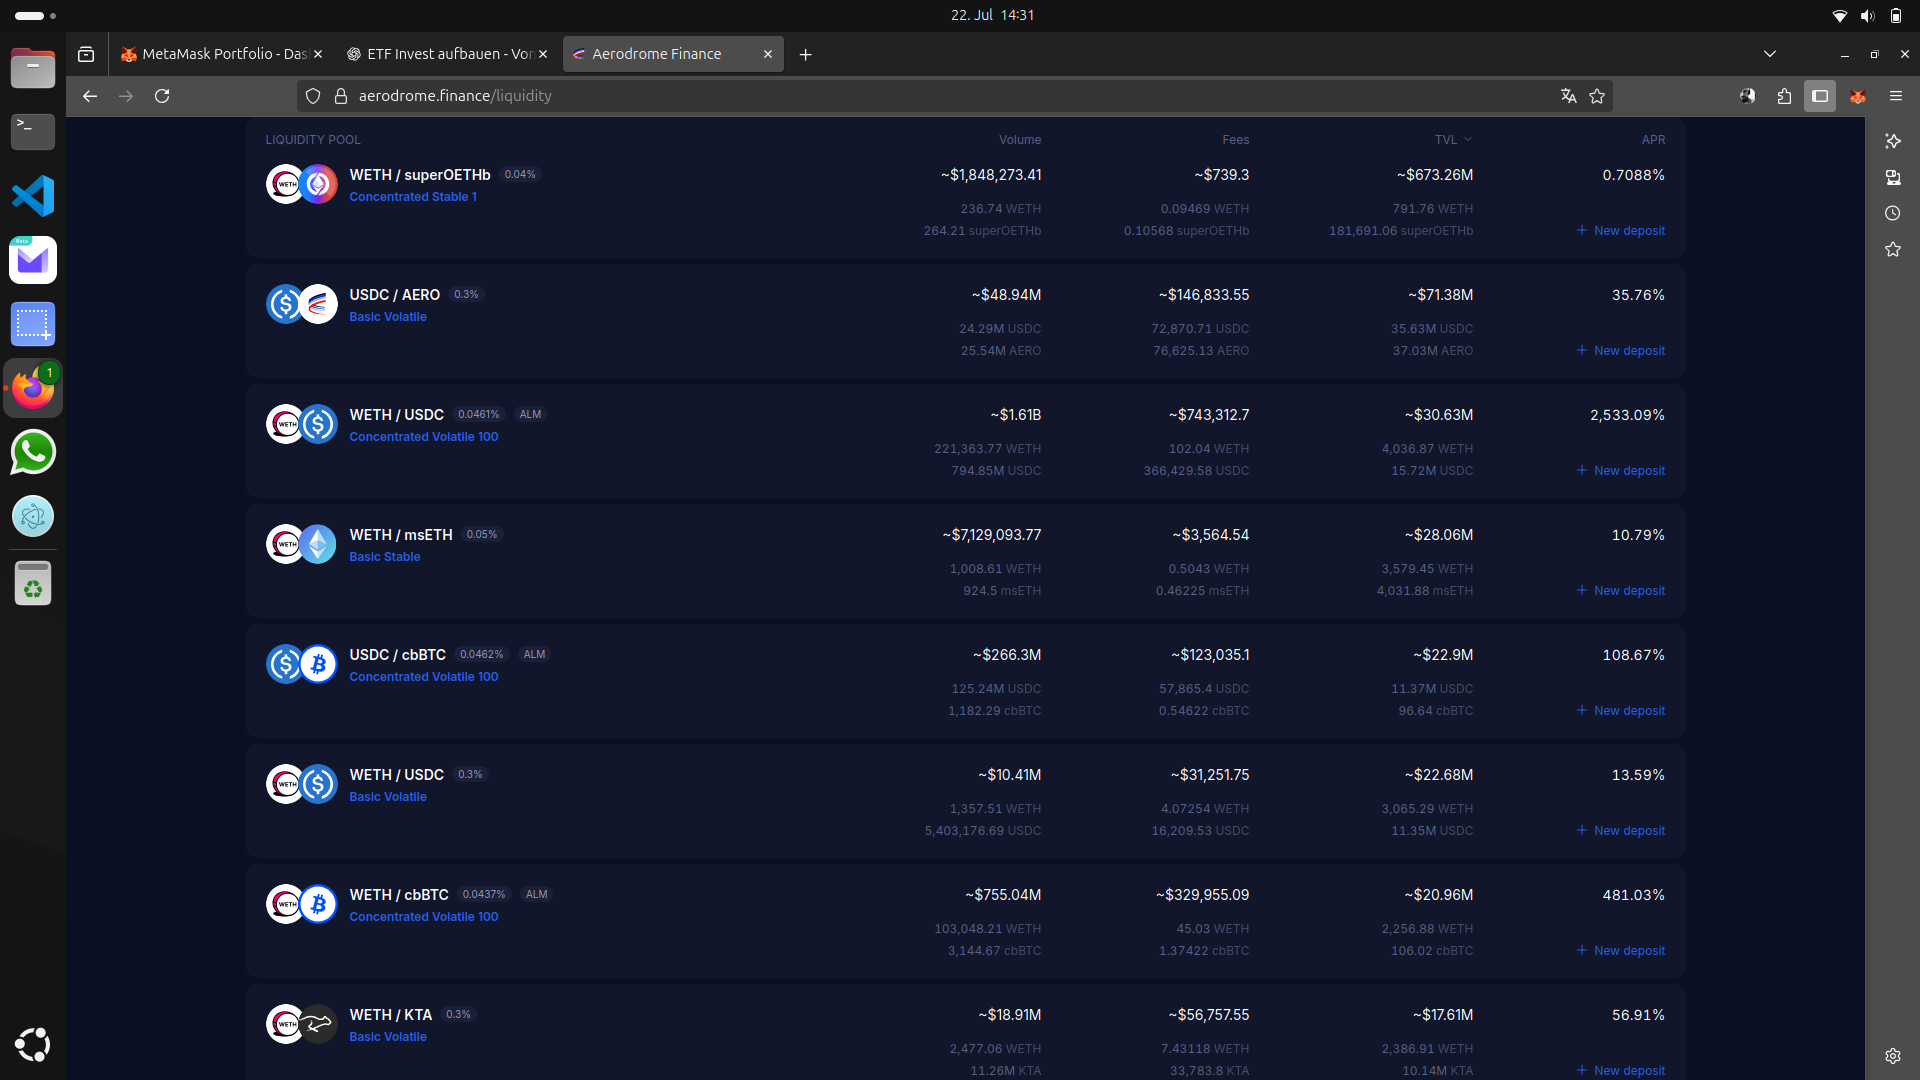 22. Jul 14:31
MetaMask Portfolio - Das
ETF Invest aufbauen - Vor
Aerodrome Finance
aerodrome.finance/liquidity
LIQUIDITY POOL Volume Fees TVL APR
WETH / superOETHb 0.04% ~$1,848,273.41 ~$739.3 ~$673.26M 0.7088%
Concentrated Stable 1
236.74 WETH 0.09469 WETH 791.76 WETH
264.21 superOETHb 0.10568 superOETHb 181,691.06 superOETHb + New deposit
USDC / AERO 0.3% ~$48.94M ~$146,833.55 ~$71.38M 35.76%
Basic Volatile
24.29M USDC 72,870.71 USDC 35.63M USDC
25.54M AERO 76,625.13 AERO 37.03M AERO + New deposit
WETH / USDC 0.0461% ALM ~$1.61B ~$743,312.7 ~$30.63M 2,533.09%
Concentrated Volatile 100
221,363.77 WETH 102.04 WETH 4,036.87 WETH
794.85M USDC 366,429.58 USDC 15.72M USDC + New deposit
WETH / msETH 0.05% ~$7,129,093.77 ~$3,564.54 ~$28.06M 10.79%
Basic Stable
1,008.61 WETH 0.5043 WETH 3,579.45 WETH
924.5 msETH 0.46225 msETH 4,031.88 msETH + New deposit
USDC / cbBTC 0.0462% ALM ~$266.3M ~$123,035.1 ~$22.9M 108.67%
Concentrated Volatile 100
125.24M USDC 57,865.4 USDC 11.37M USDC
1,182.29 cbBTC 0.54622 cbBTC 96.64 cbBTC + New deposit
WETH / USDC 0.3% ~$10.41M ~$31,251.75 ~$22.68M 13.59%
Basic Volatile
1,357.51 WETH 4.07254 WETH 3,065.29 WETH
5,403,176.69 USDC 16,209.53 USDC 11.35M USDC + New deposit
WETH / cbBTC 0.0437% ALM ~$755.04M ~$329,955.09 ~$20.96M 481.03%
Concentrated Volatile 100
103,048.21 WETH 45.03 WETH 2,256.88 WETH
3,144.67 cbBTC 1.37422 cbBTC 106.02 cbBTC + New deposit
WETH / KTA 0.3% ~$18.91M ~$56,757.55 ~$17.61M 56.91%
Basic Volatile
2,477.06 WETH 7.43118 WETH 2,386.91 WETH
11.26M KTA 33,783.8 KTA 10.14M KTA + New deposit